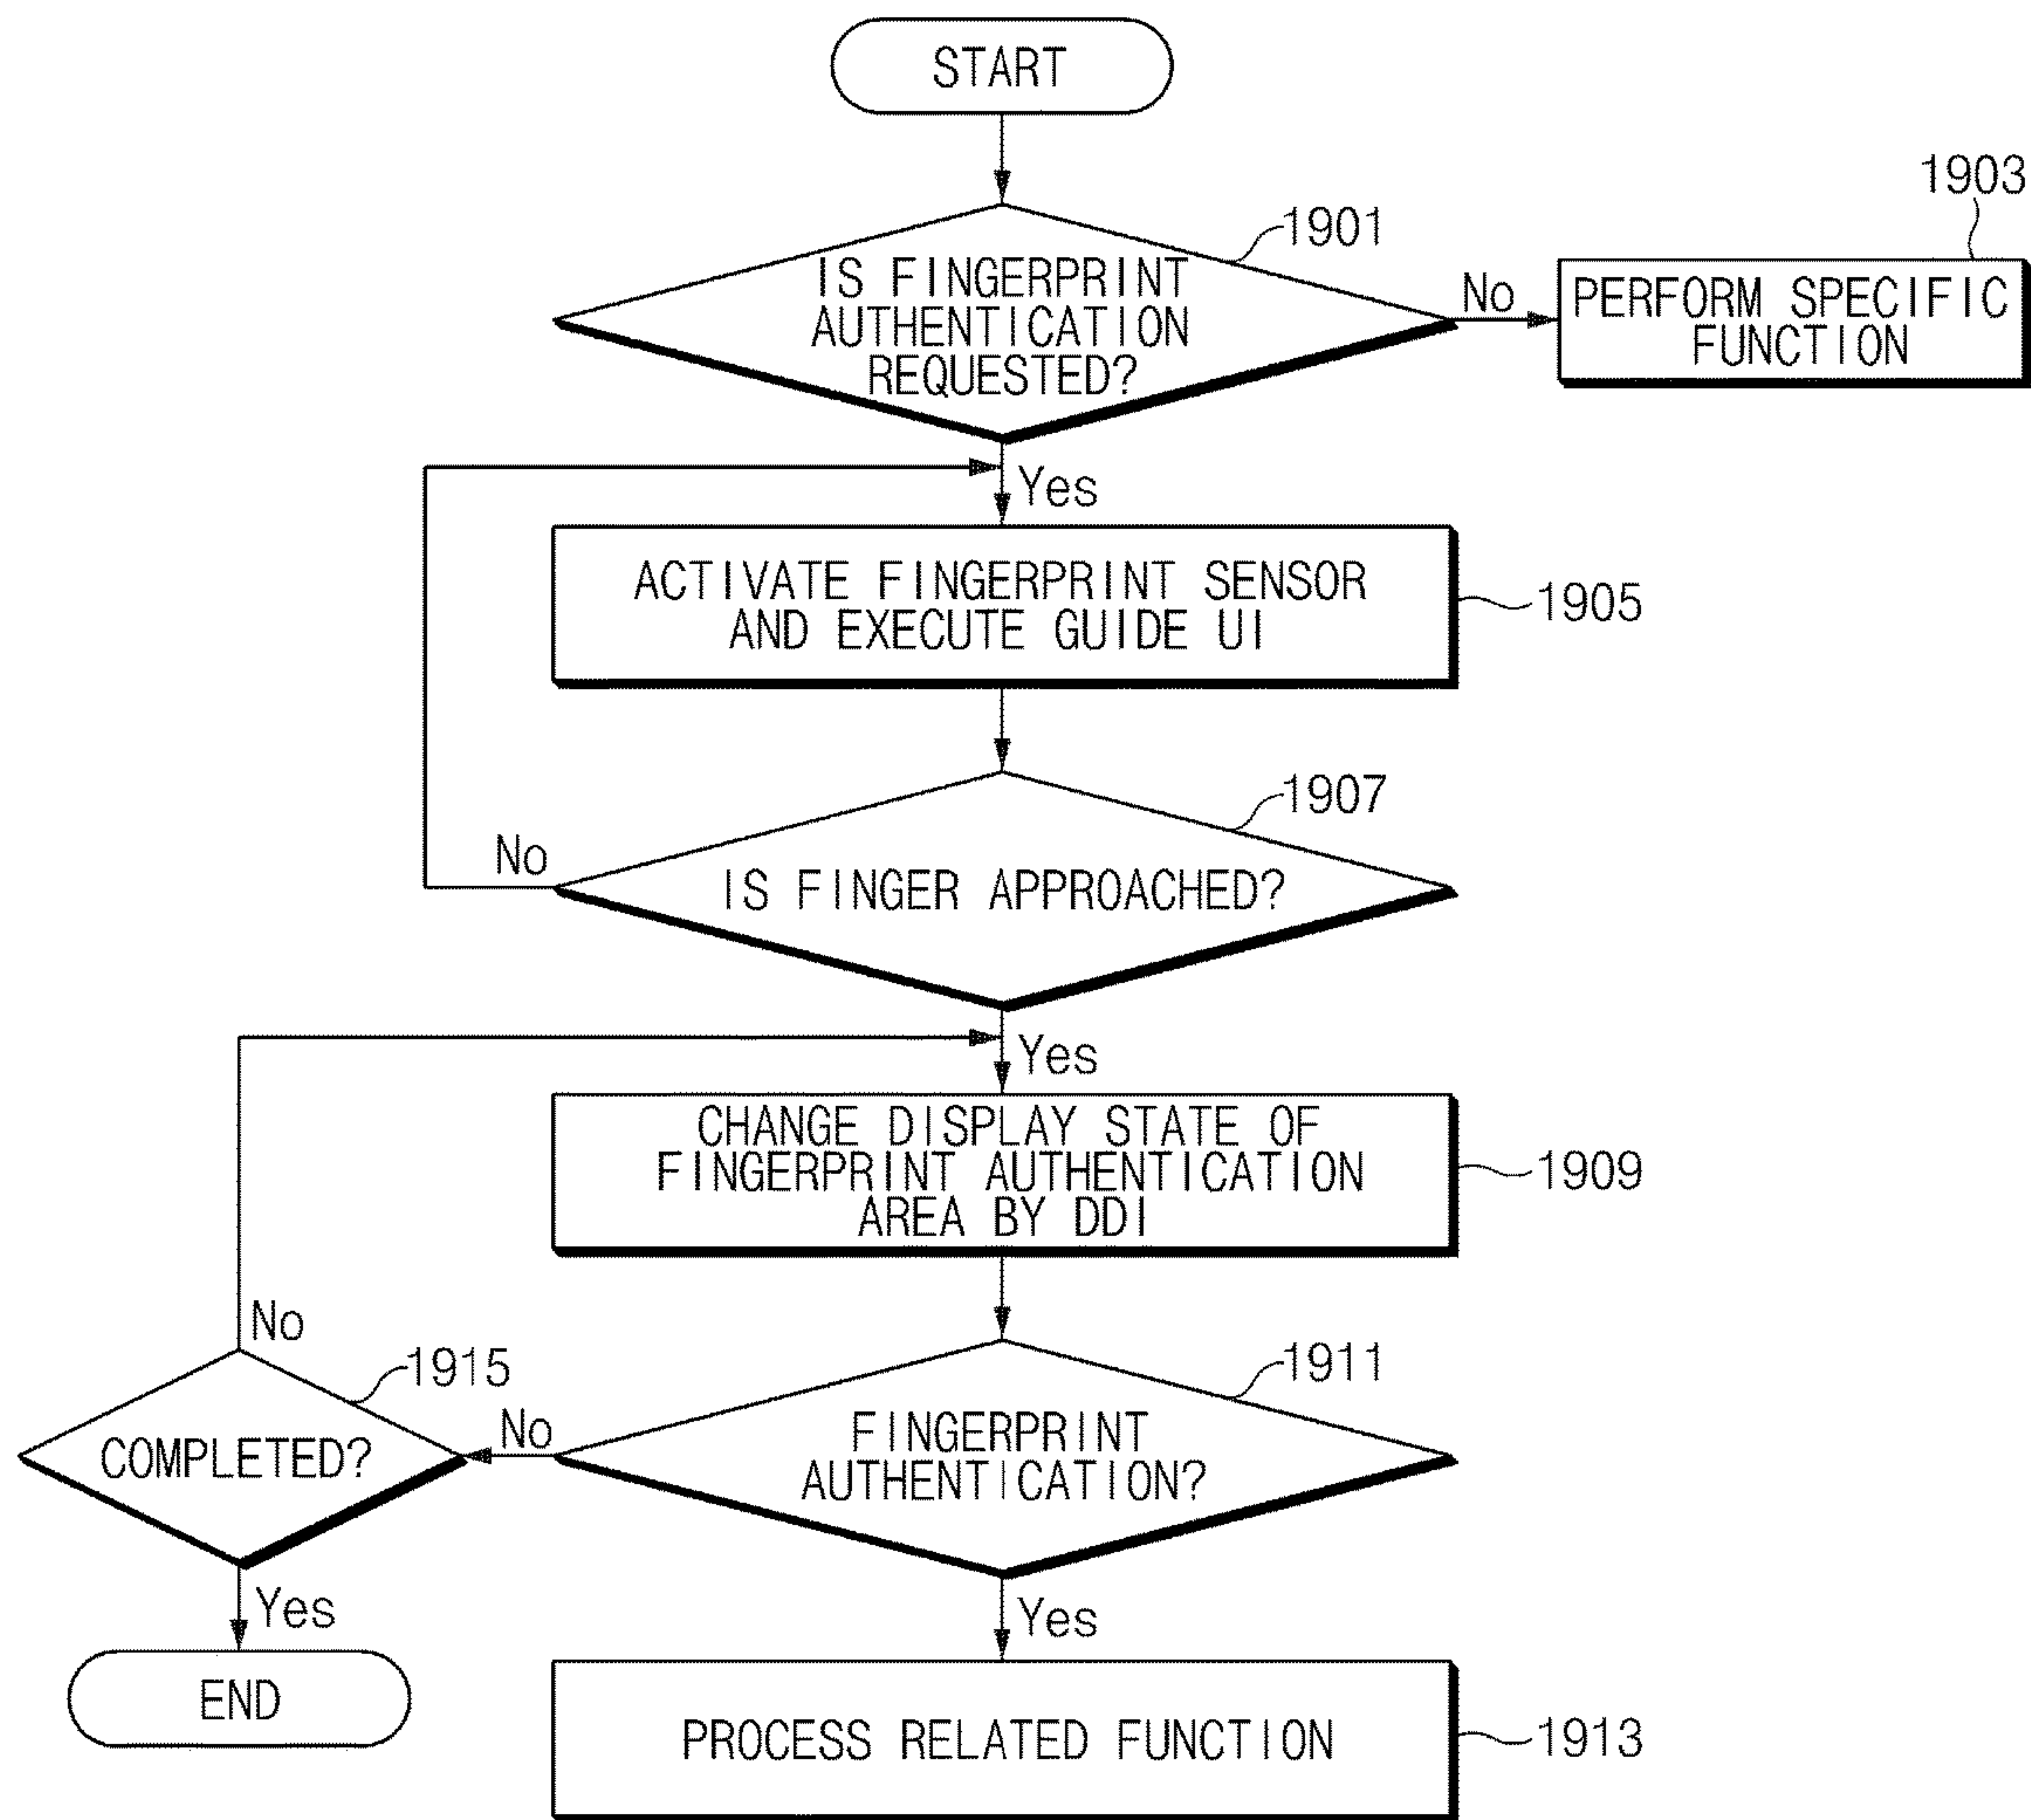 START
1901
1903
IS FINGERPRINT
AUTHENTICATION
REQUESTED?
No
PERFORM SPECIFIC
FUNCTION
Yes
ACTIVATE FINGERPRINT SENSOR
AND EXECUTE GUIDE UI
1905
1907
No
IS FINGER APPROACHED?
Yes
CHANGE DISPLAY STATE OF
FINGERPRINT AUTHENTICATION
AREA BY DDI
1909
No
1915
1911
COMPLETED?
No
FINGERPRINT
AUTHENTICATION?
Yes
Yes
END
PROCESS RELATED FUNCTION
1913